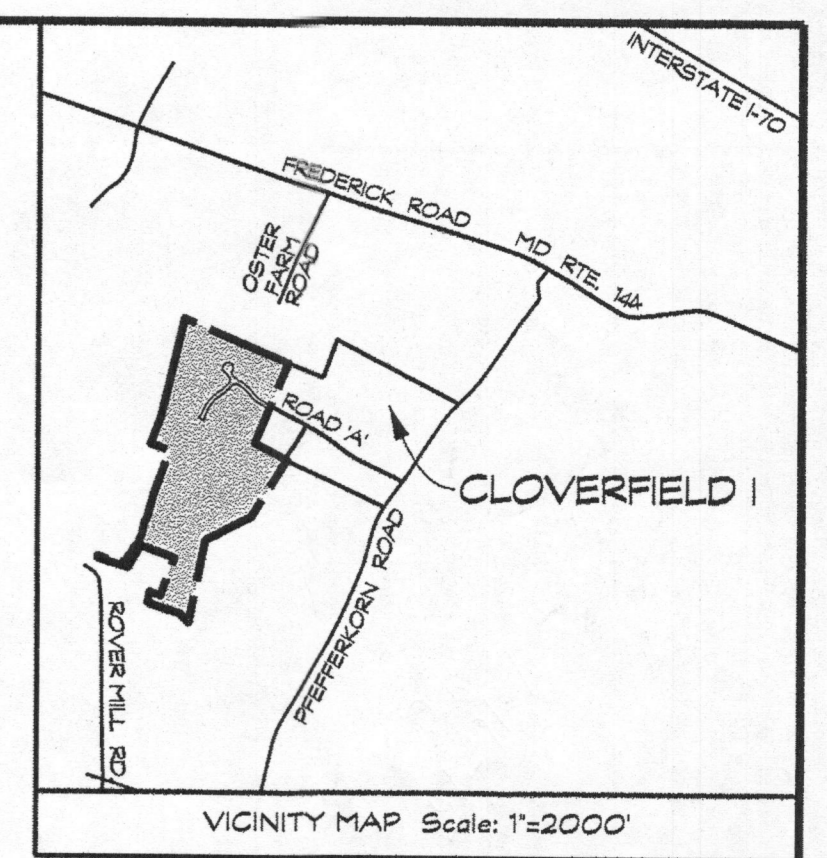 INTERSTATE I-70
FREDERICK ROAD
MD RTE. 144
OSTER
FARM
ROAD
ROAD 'A'
CLOVERFIELD I
PFEFFERKORN ROAD
ROVER MILL RD
VICINITY MAP Scale: 1"=2000'